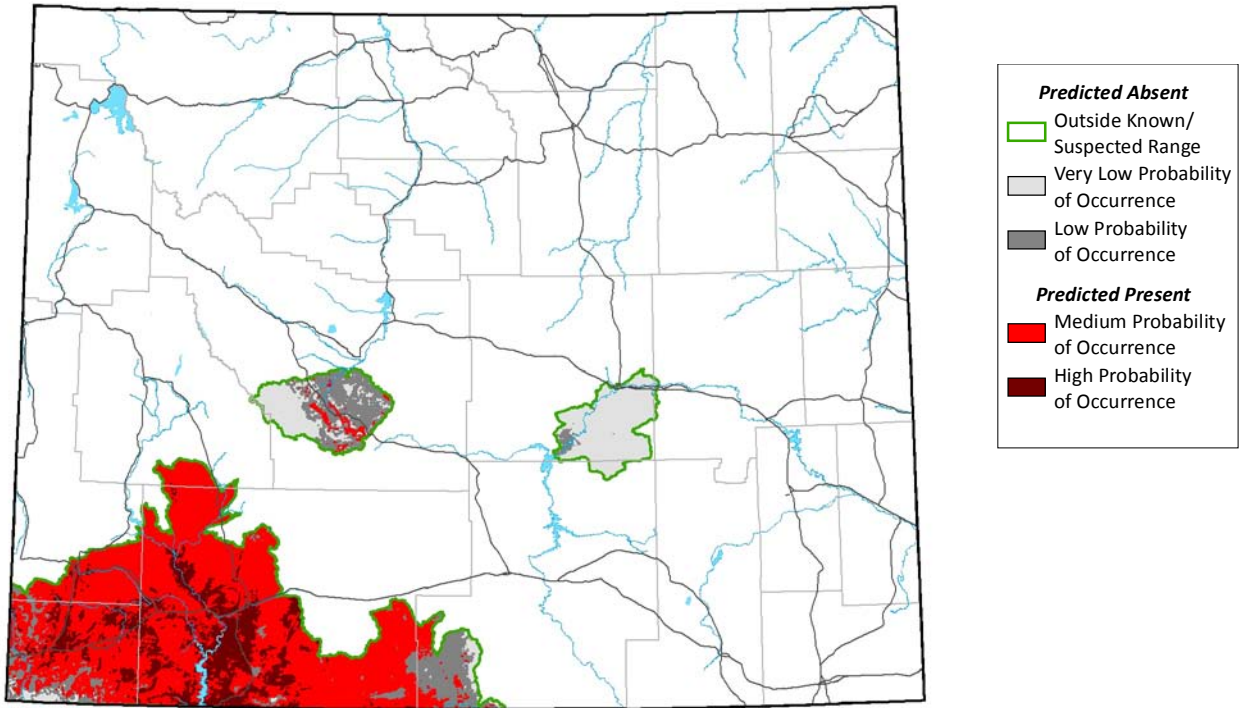 Predicted Absent
Outside Known/
Suspected Range
Very Low Probability
of Occurrence
Low Probability
of Occurrence
Predicted Present
Medium Probability
of Occurrence
High Probability
of Occurrence